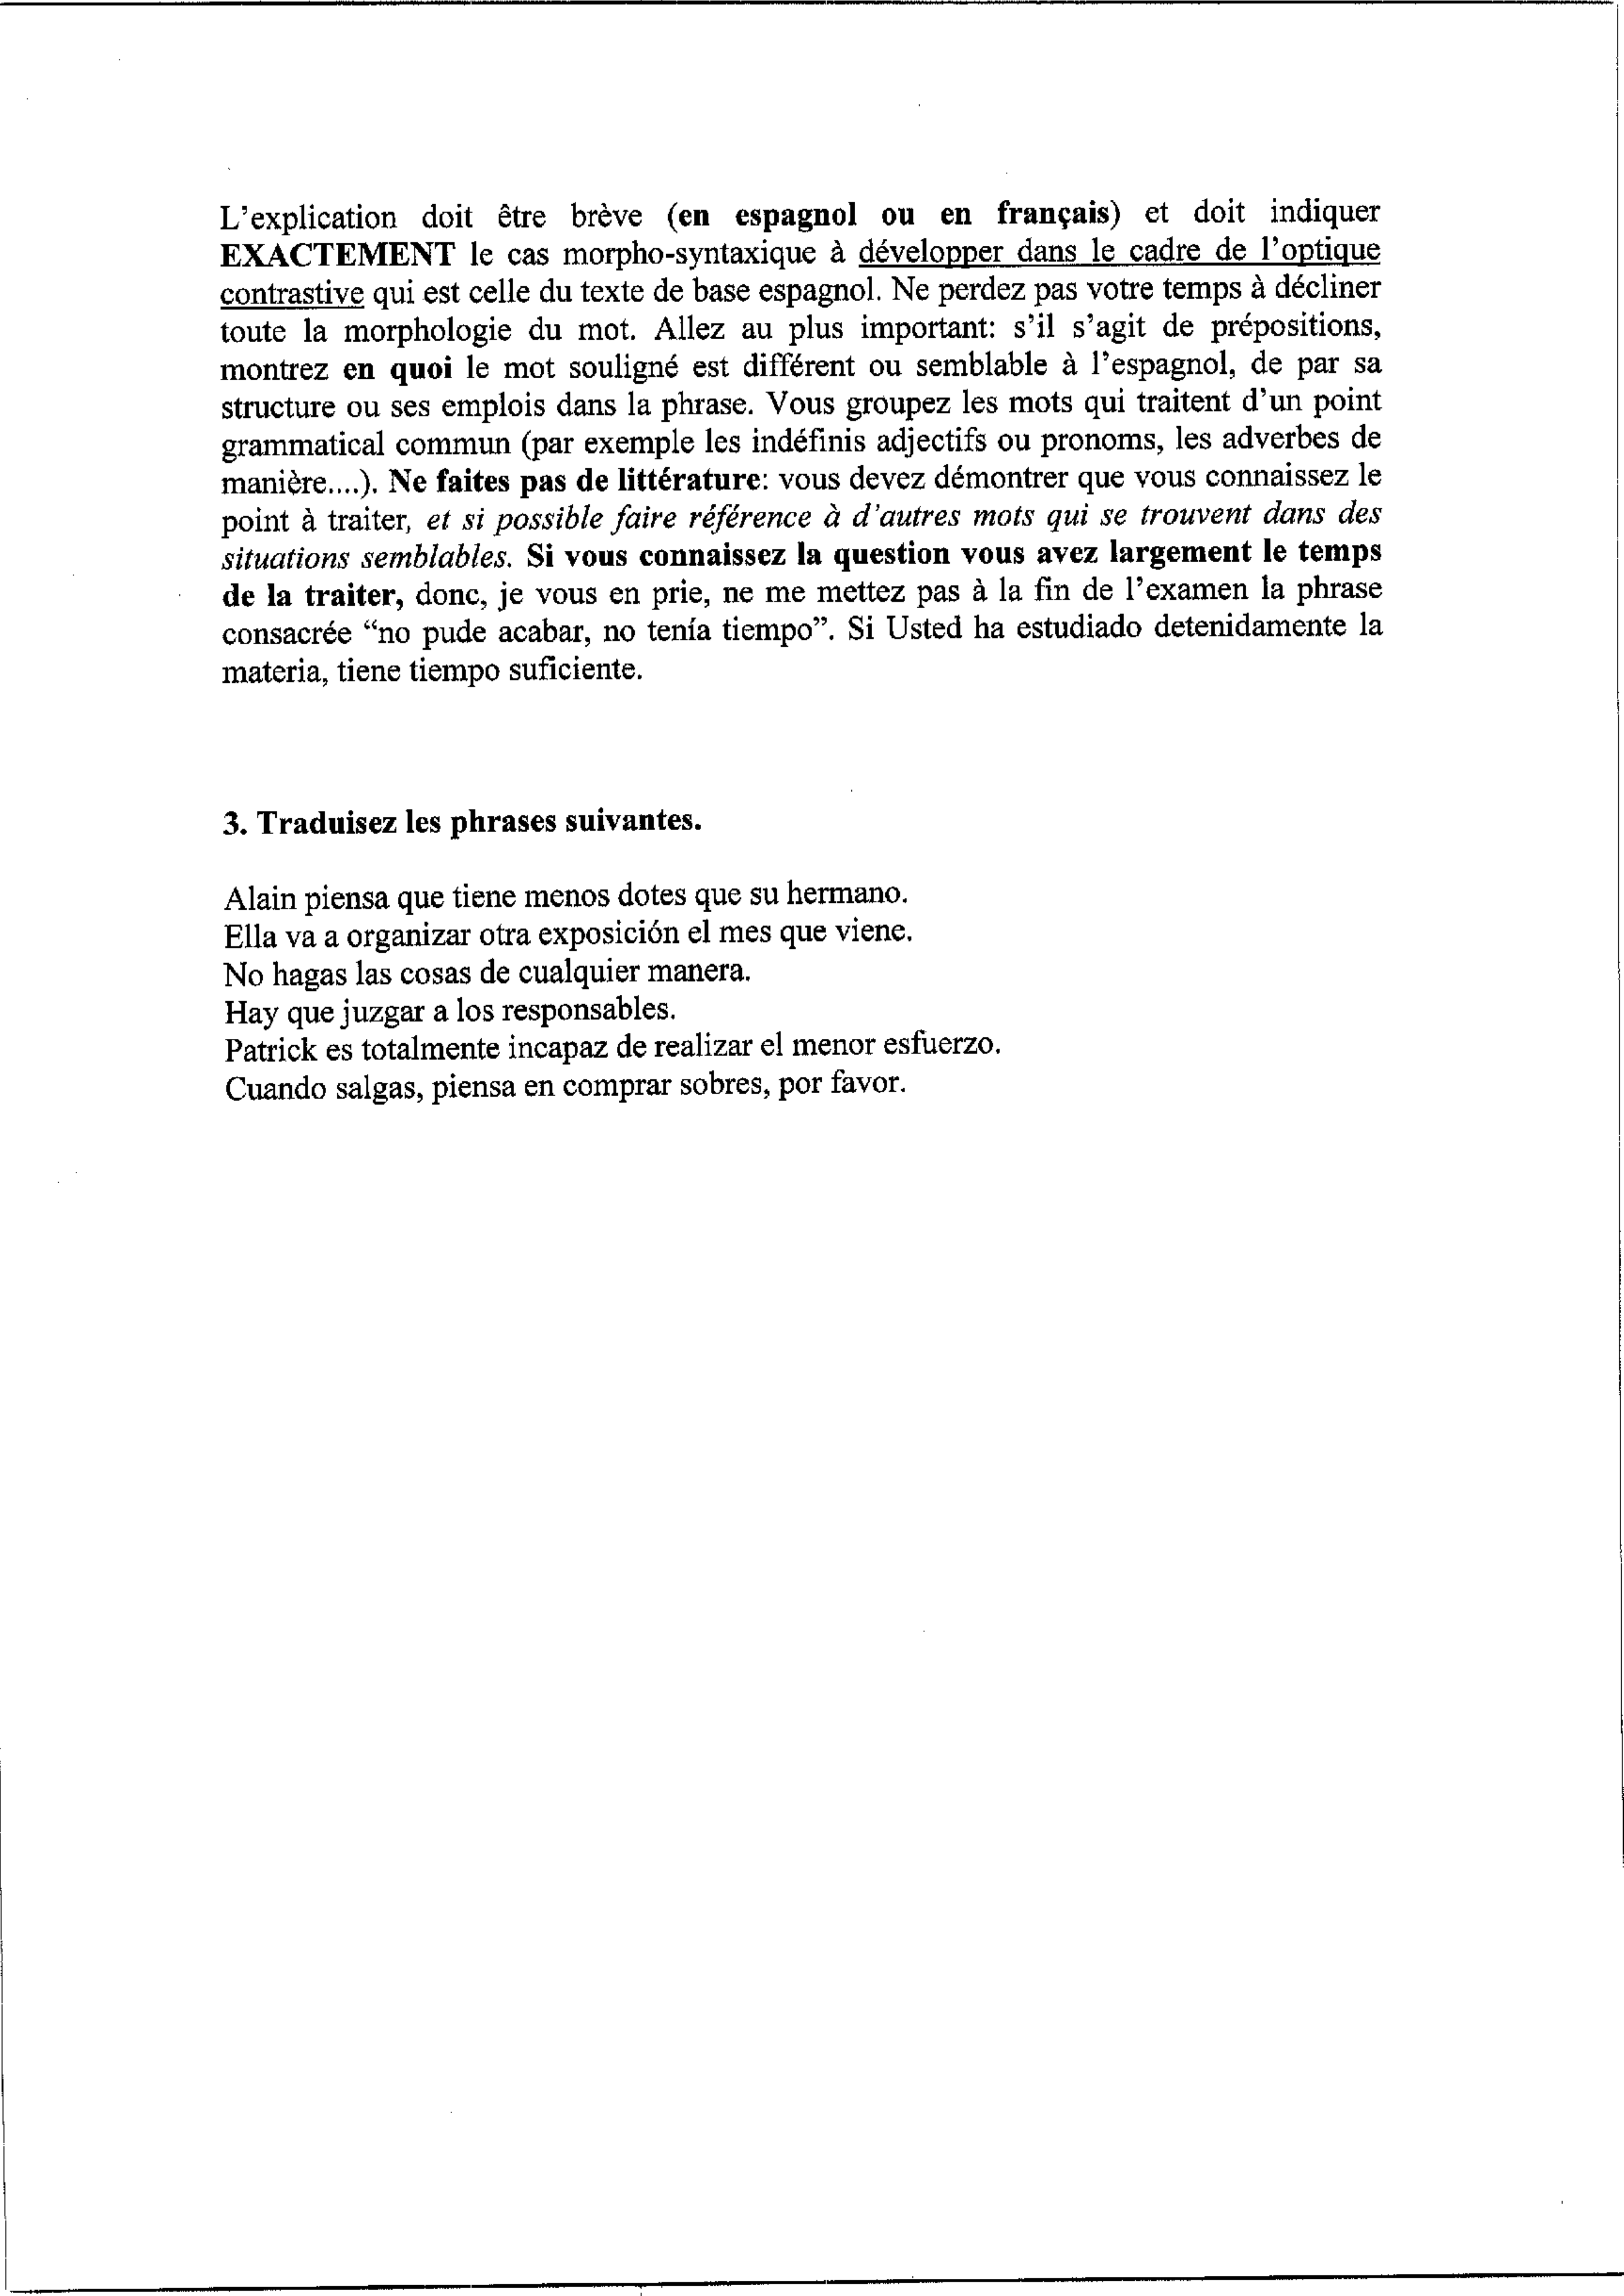 L'explication doit être brève (en espagnol ou en français) et doit indiquer
EXACTEMENT le cas morpho-syntaxique à développer dans le cadre de l'optique
contrastive qui est celle du texte de base espagnol. Ne perdez pas votre temps à décliner
toute la morphologie du mot. Allez au plus important: s'il s'agit de prépositions,
montrez en quoi le mot souligné est différent ou semblable à l'espagnol, de par sa
structure ou ses emplois dans la phrase. Vous groupez les mots qui traitent d'un point
grammatical commun (par exemple les indéfinis adjectifs ou pronoms, les adverbes de
manière....). Ne faites pas de littérature: vous devez démontrer que vous connaissez le
point à traiter, et si possible faire référence à d'autres mots qui se trouvent dans des
situations semblables. Si vous connaissez la question vous avez largement le temps
de la traiter, donc, je vous en prie, ne me mettez pas à la fin de l'examen la phrase
consacrée “no pude acabar, no tenía tiempo”. Si Usted ha estudiado detenidamente la
materia, tiene tiempo suficiente.
3. Traduisez les phrases suivantes.
Alain piensa que tiene menos dotes que su hermano.
Ella va a organizar otra exposición el mes que viene.
No hagas las cosas de cualquier manera.
Hay que juzgar a los responsables.
Patrick es totalmente incapaz de realizar el menor esfuerzo.
Cuando salgas, piensa en comprar sobres, por favor.